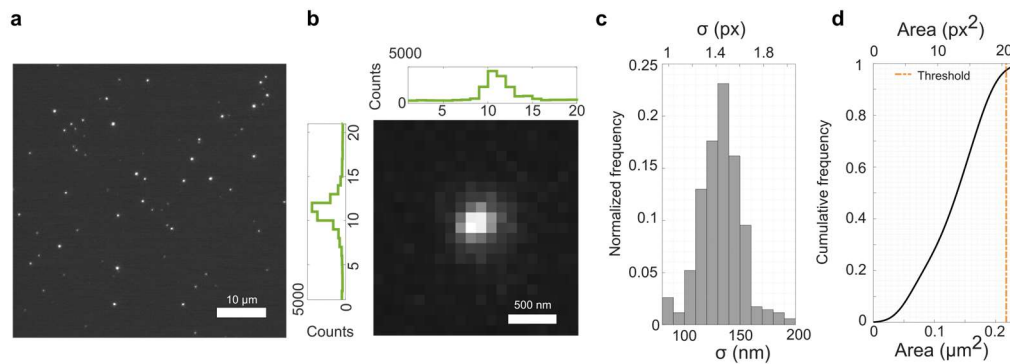 a
10 µm
b
5000
Counts
0
1 5 10 15 20
20
15
10
5
5000
0
Counts
500 nm
c
σ (px)
1 1.4 1.8
0.25
0.2
0.15
0.1
0.05
0
Normalized frequency
100 150 200
σ (nm)
d
Area (px²)
0 10 20
Threshold
1
0.8
0.6
0.4
0.2
0
Cumulative frequency
0 0.1 0.2
Area (µm²)